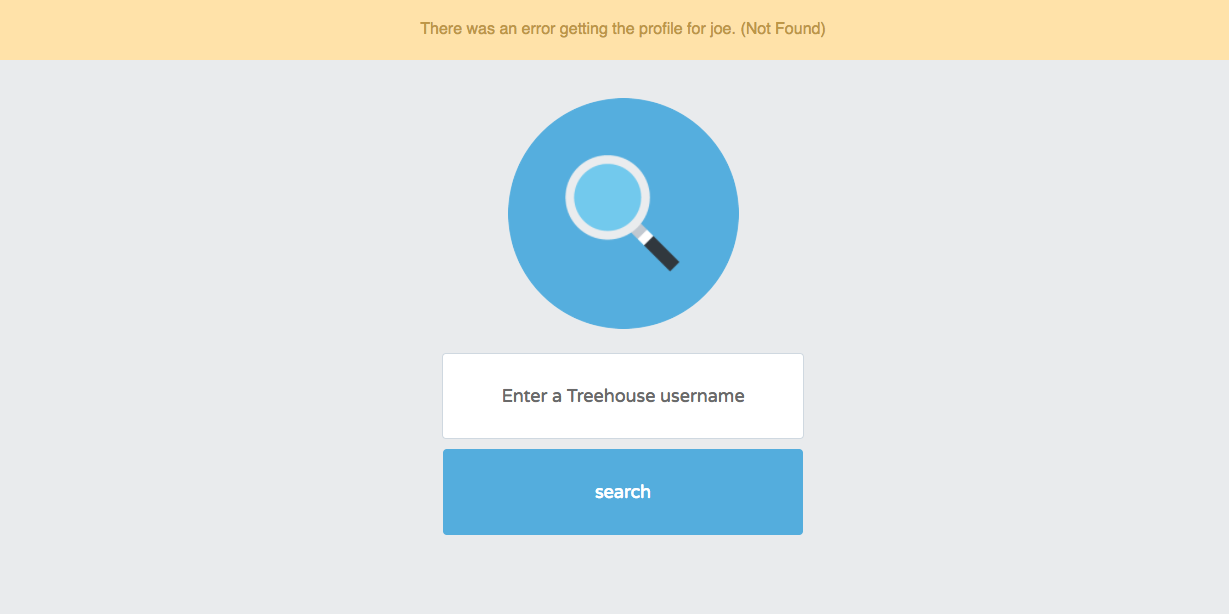 There was an error getting the profile for joe. (Not Found)
Enter a Treehouse username
search